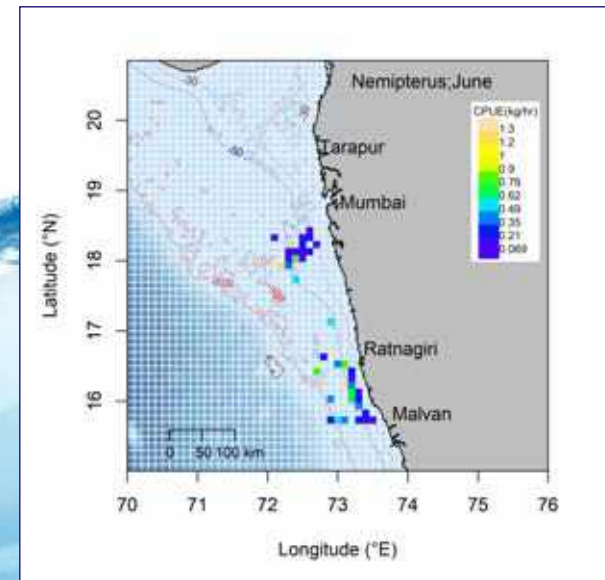 Nemipterus;June
CPUE(kg/hr)
1.3
1.2
1
0.9
0.76
0.62
0.49
0.35
0.21
0.069
Tarapur
Mumbai
Ratnagiri
Malvan
-50
20
19
18
17
16
Latitude (°N)
0 50 100 km
70 71 72 73 74 75 76
Longitude (°E)